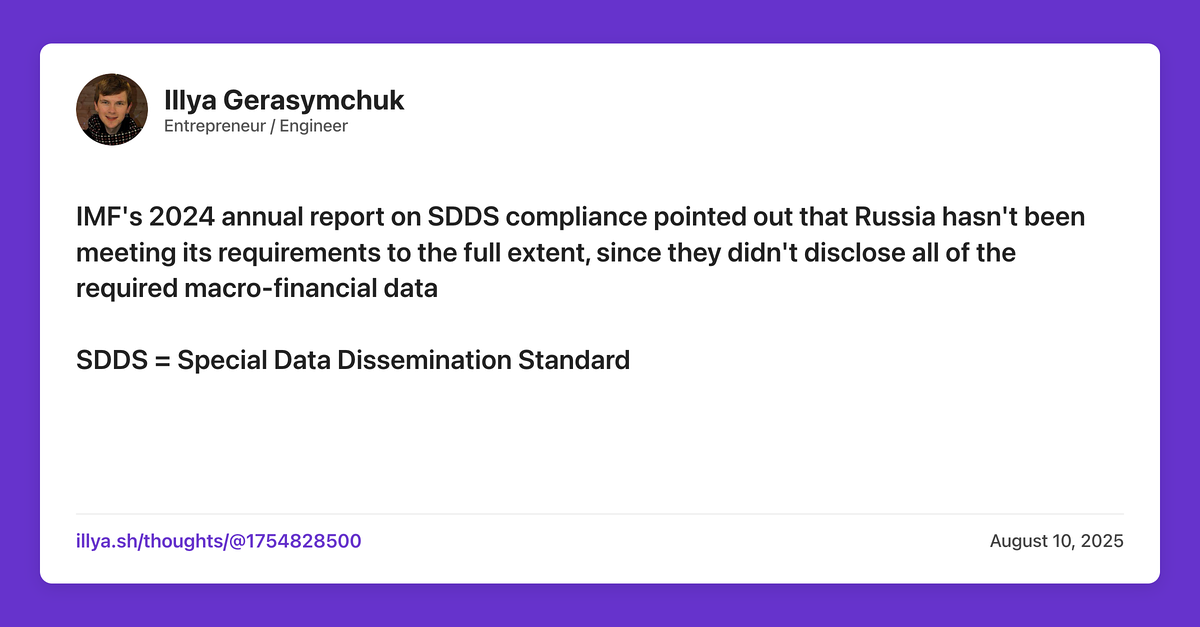 Illya Gerasymchuk
Entrepreneur / Engineer
IMF's 2024 annual report on SDDS compliance pointed out that Russia hasn't been
meeting its requirements to the full extent, since they didn't disclose all of the
required macro-financial data
SDDS = Special Data Dissemination Standard
illya.sh/thoughts/@1754828500
August 10, 2025